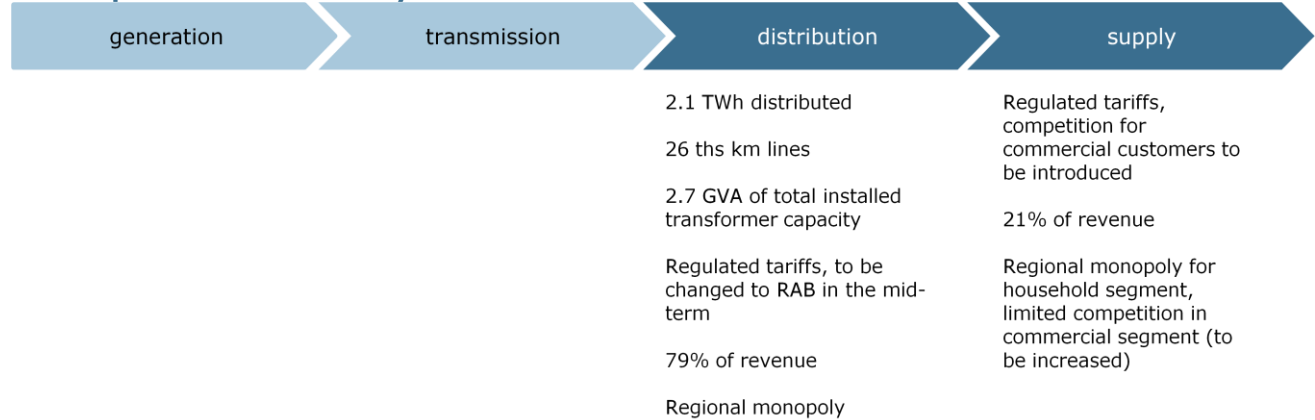 generation
transmission
distribution
supply
2.1 TWh distributed
26 ths km lines
2.7 GVA of total installed
transformer capacity
Regulated tariffs, to be
changed to RAB in the mid-
term
79% of revenue
Regional monopoly
Regulated tariffs,
competition for
commercial customers to
be introduced
21% of revenue
Regional monopoly for
household segment,
limited competition in
commercial segment (to
be increased)